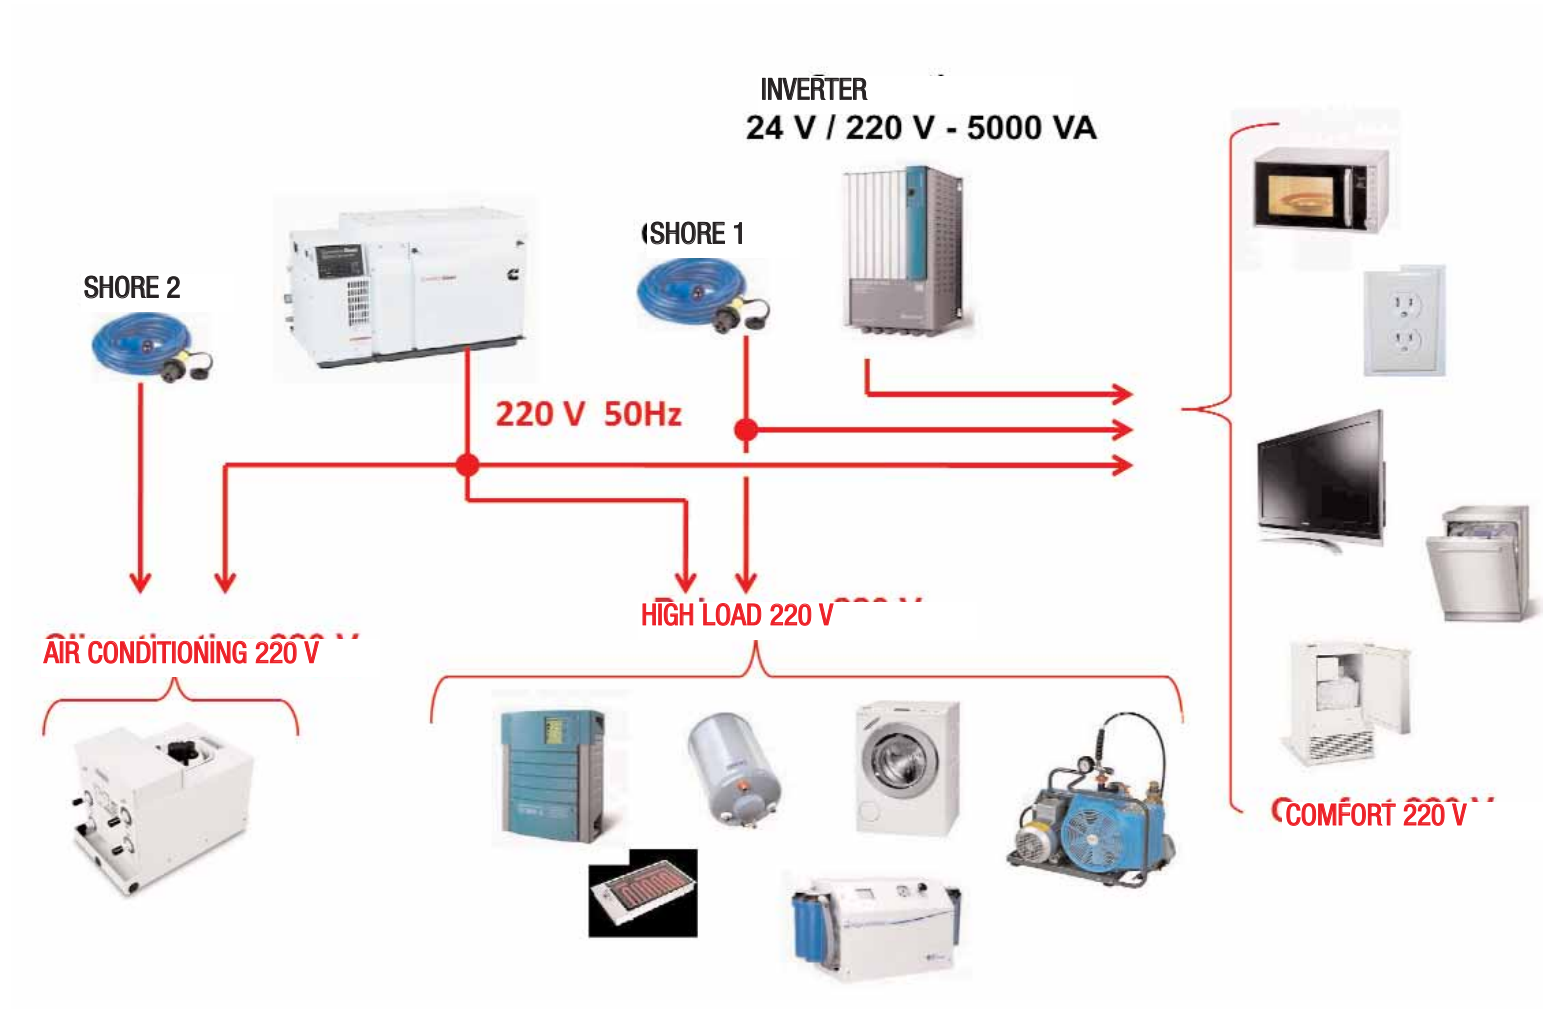 INVERTER
24 V / 220 V - 5000 VA
SHORE 1
SHORE 2
220 V 50Hz
HIGH LOAD 220 V
AIR CONDITIONING 220 V
COMFORT 220 V